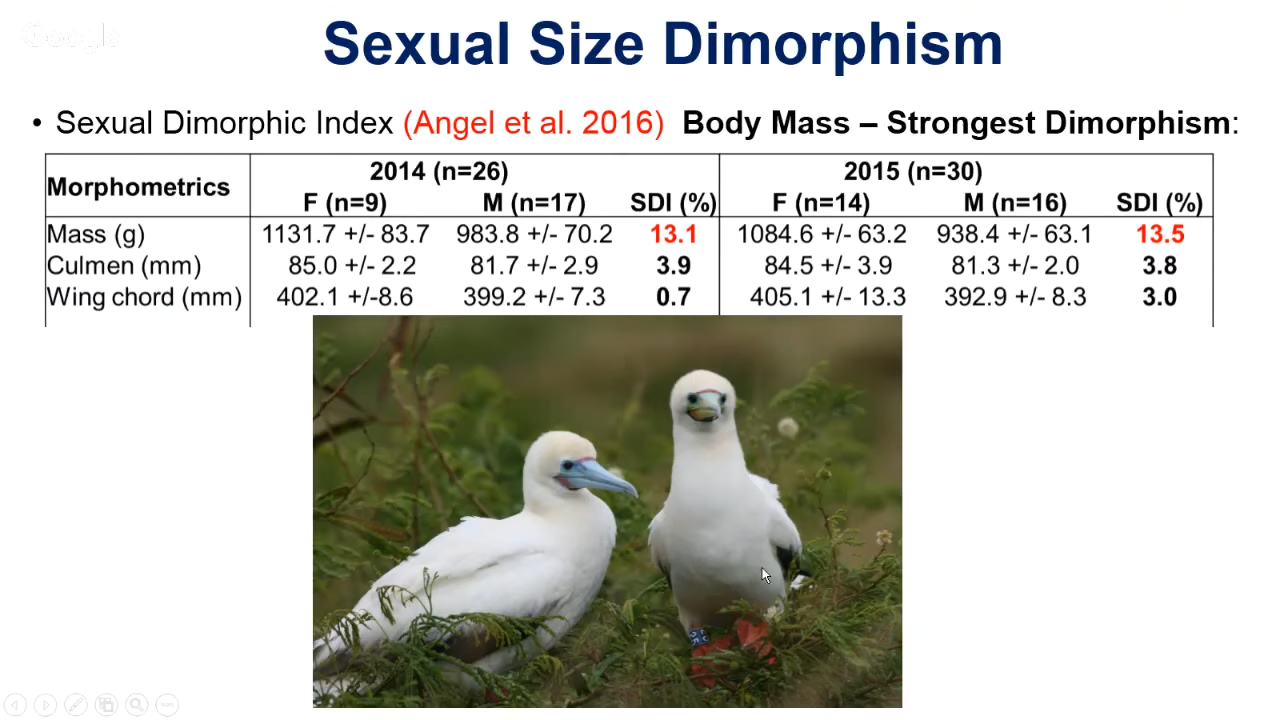 Google
Sexual Size Dimorphism
• Sexual Dimorphic Index (Angel et al. 2016) Body Mass – Strongest Dimorphism:
Morphometrics 2014 (n=26) 2015 (n=30)
F (n=9) M (n=17) SDI (%) F (n=14) M (n=16) SDI (%)
Mass (g) 1131.7 +/- 83.7 983.8 +/- 70.2 13.1 1084.6 +/- 63.2 938.4 +/- 63.1 13.5
Culmen (mm) 85.0 +/- 2.2 81.7 +/- 2.9 3.9 84.5 +/- 3.9 81.3 +/- 2.0 3.8
Wing chord (mm) 402.1 +/-8.6 399.2 +/- 7.3 0.7 405.1 +/- 13.3 392.9 +/- 8.3 3.0